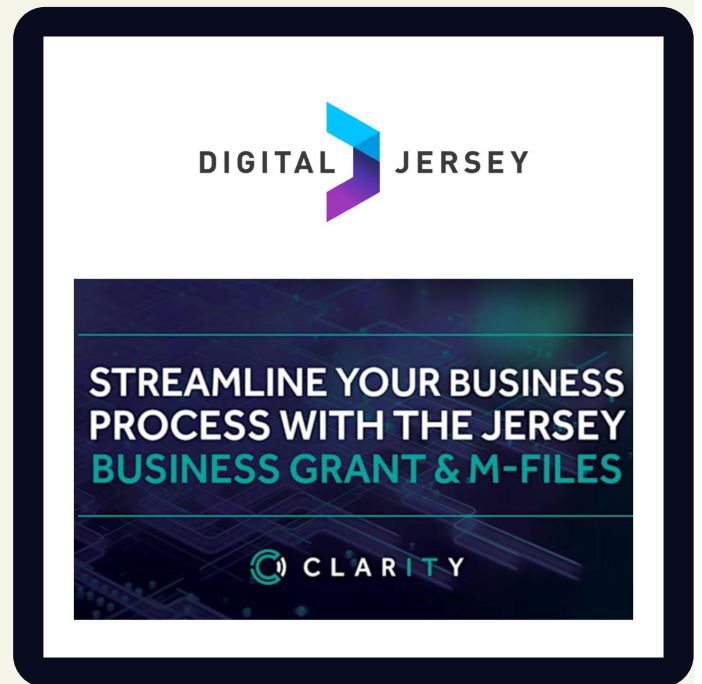 DIGITAL JERSEY
STREAMLINE YOUR BUSINESS
PROCESS WITH THE JERSEY
BUSINESS GRANT & M-FILES
CLARITY